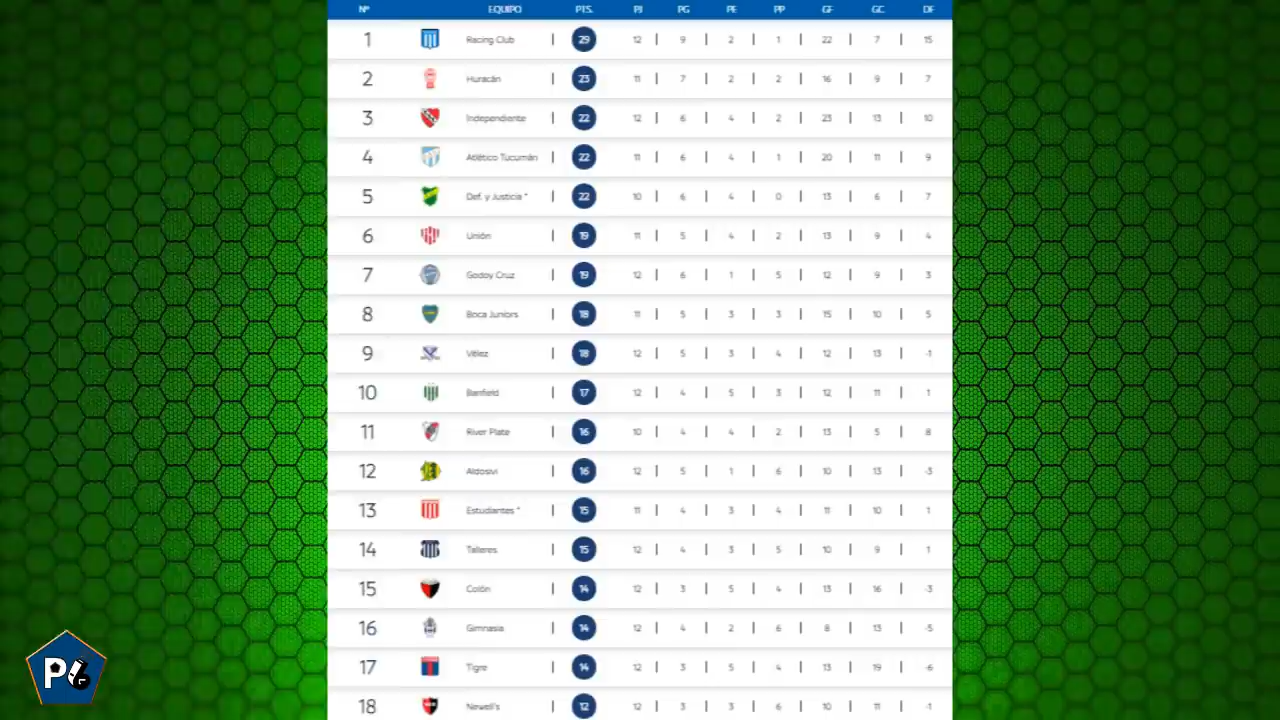 Nº EQUIPO PTS. PJ PG PE PP GF GC DF
1 Racing Club | 29 12 | 9 | 2 | 1 | 22 | 7 | 15
2 Huracán | 23 11 | 7 | 2 | 2 | 16 | 9 | 7
3 Independiente | 22 12 | 6 | 4 | 2 | 23 | 13 | 10
4 Atlético Tucumán | 22 11 | 6 | 4 | 1 | 20 | 11 | 9
5 Def. y Justicia * | 22 10 | 6 | 4 | 0 | 13 | 6 | 7
6 Unión | 19 11 | 5 | 4 | 2 | 13 | 9 | 4
7 Godoy Cruz | 19 12 | 6 | 1 | 5 | 12 | 9 | 3
8 Boca Juniors | 18 11 | 5 | 3 | 3 | 15 | 10 | 5
9 Vélez | 18 12 | 5 | 3 | 4 | 12 | 13 | -1
10 Banfield | 17 12 | 4 | 5 | 3 | 12 | 11 | 1
11 River Plate | 16 10 | 4 | 4 | 2 | 13 | 5 | 8
12 Aldosivi | 16 12 | 5 | 1 | 6 | 10 | 13 | -3
13 Estudiantes * | 15 11 | 4 | 3 | 4 | 11 | 10 | 1
14 Talleres | 15 12 | 4 | 3 | 5 | 10 | 9 | 1
15 Colón | 14 12 | 3 | 5 | 4 | 13 | 16 | -3
16 Gimnasia | 14 12 | 4 | 2 | 6 | 8 | 13 | -5
17 Tigre | 14 12 | 3 | 5 | 4 | 13 | 19 | -6
18 Newell's | 12 12 | 3 | 3 | 6 | 10 | 11 | -1